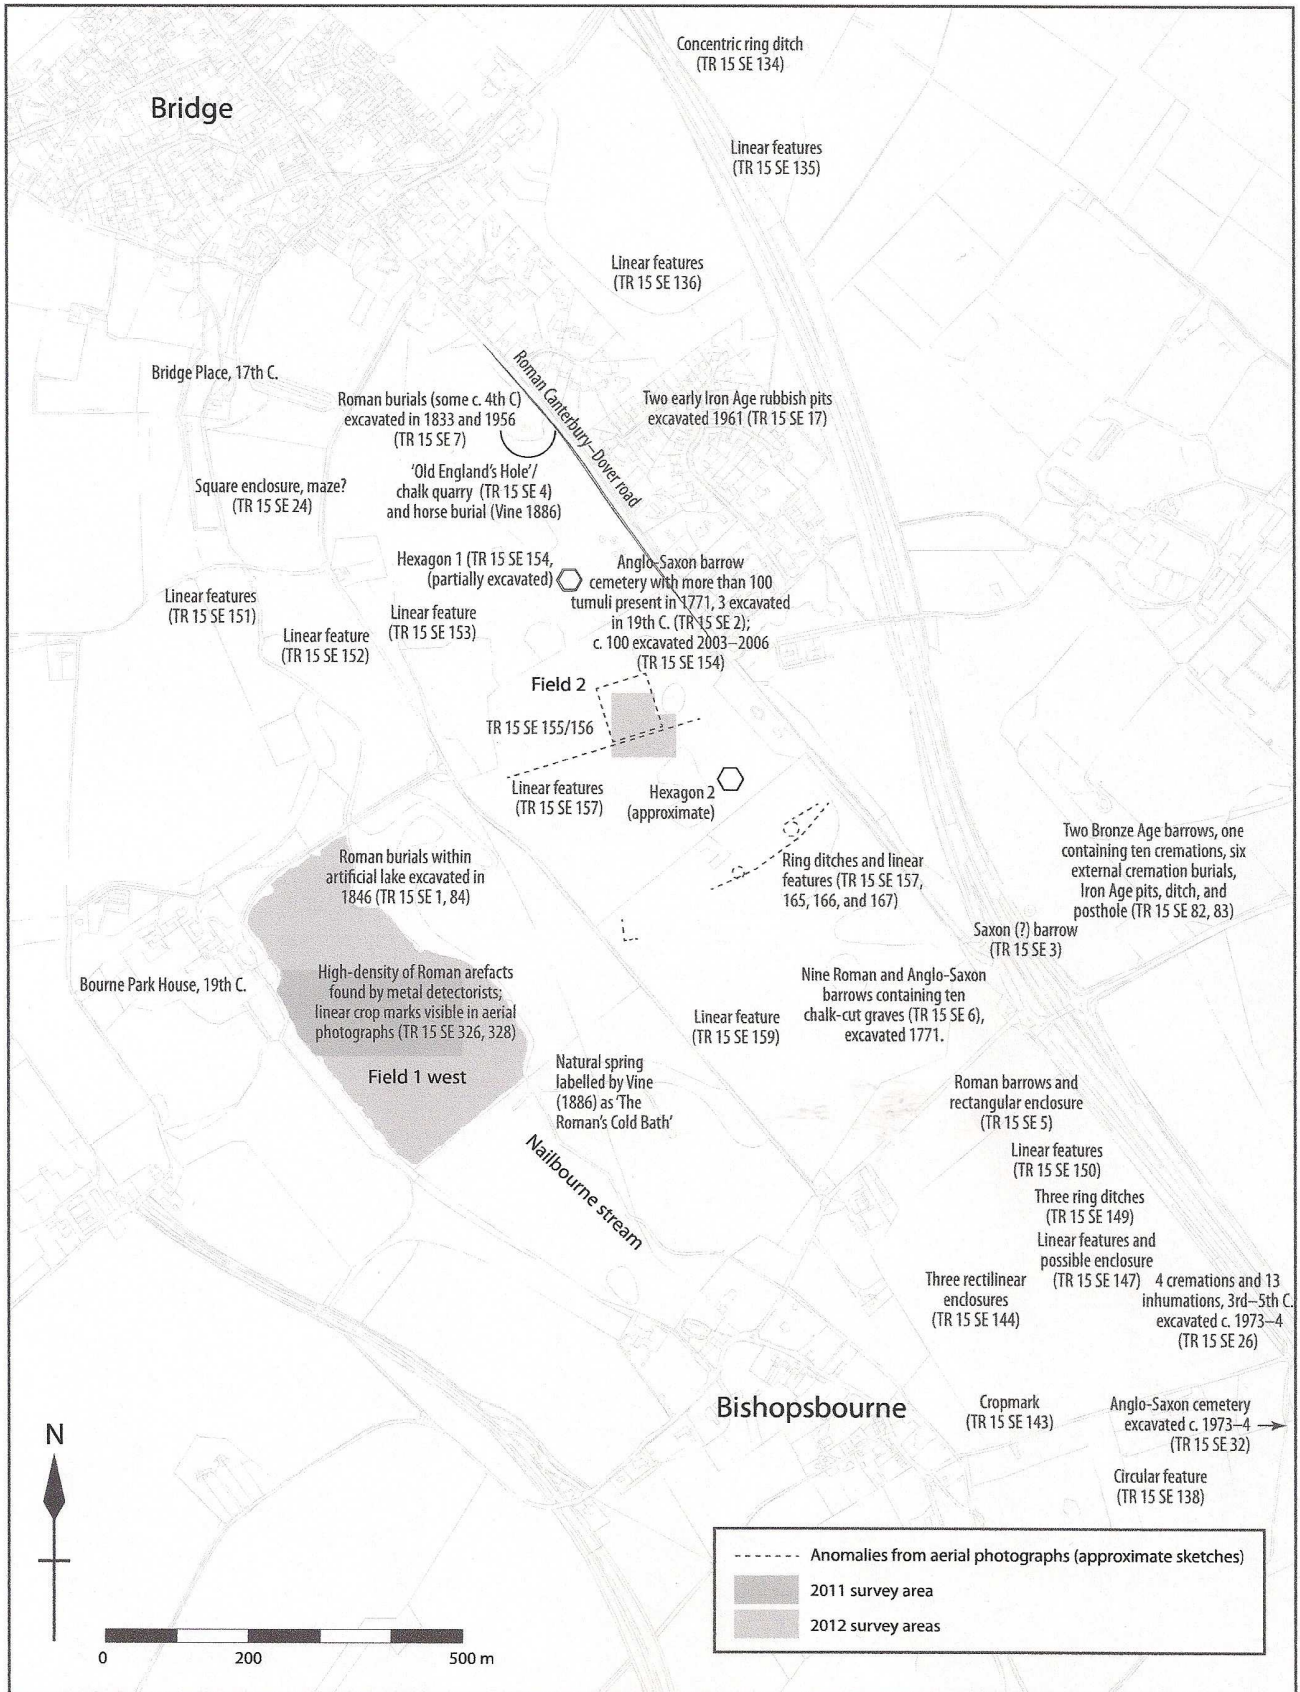 Concentric ring ditch
(TR 15 SE 134)
Bridge
Linear features
(TR 15 SE 135)
Linear features
(TR 15 SE 136)
Roman Canterbury–Dover road
Bridge Place, 17th C.
Roman burials (some c. 4th C)
excavated in 1833 and 1956
(TR 15 SE 7)
Two early Iron Age rubbish pits
excavated 1961 (TR 15 SE 17)
'Old England's Hole'/
chalk quarry (TR 15 SE 4)
and horse burial (Vine 1886)
Square enclosure, maze?
(TR 15 SE 24)
Hexagon 1 (TR 15 SE 154,
(partially excavated)
Anglo-Saxon barrow
cemetery with more than 100
tumuli present in 1771, 3 excavated
in 19th C. (TR 15 SE 2);
c. 100 excavated 2003–2006
(TR 15 SE 154)
Linear features
(TR 15 SE 151)
Linear feature
(TR 15 SE 153)
Linear feature
(TR 15 SE 152)
Field 2
TR 15 SE 155/156
Linear features
(TR 15 SE 157)
Hexagon 2
(approximate)
Roman burials within
artificial lake excavated in
1846 (TR 15 SE 1, 84)
Ring ditches and linear
features (TR 15 SE 157,
165, 166, and 167)
Two Bronze Age barrows, one
containing ten cremations, six
external cremation burials,
Iron Age pits, ditch, and
posthole (TR 15 SE 82, 83)
Saxon (?) barrow
(TR 15 SE 3)
Bourne Park House, 19th C.
High-density of Roman arefacts
found by metal detectorists;
linear crop marks visible in aerial
photographs (TR 15 SE 326, 328)
Field 1 west
Nine Roman and Anglo-Saxon
barrows containing ten
chalk-cut graves (TR 15 SE 6),
excavated 1771.
Linear feature
(TR 15 SE 159)
Natural spring
labelled by Vine
(1886) as 'The
Roman's Cold Bath'
Nailbourne stream
Roman barrows and
rectangular enclosure
(TR 15 SE 5)
Linear features
(TR 15 SE 150)
Three ring ditches
(TR 15 SE 149)
Linear features and
possible enclosure
(TR 15 SE 147)
Three rectilinear
enclosures
(TR 15 SE 144)
4 cremations and 13
inhumations, 3rd–5th C.
excavated c. 1973–4
(TR 15 SE 26)
Bishopsbourne
Cropmark
(TR 15 SE 143)
Anglo-Saxon cemetery
excavated c. 1973–4
(TR 15 SE 32)
Circular feature
(TR 15 SE 138)
N
Anomalies from aerial photographs (approximate sketches)
2011 survey area
2012 survey areas
0 200 500 m